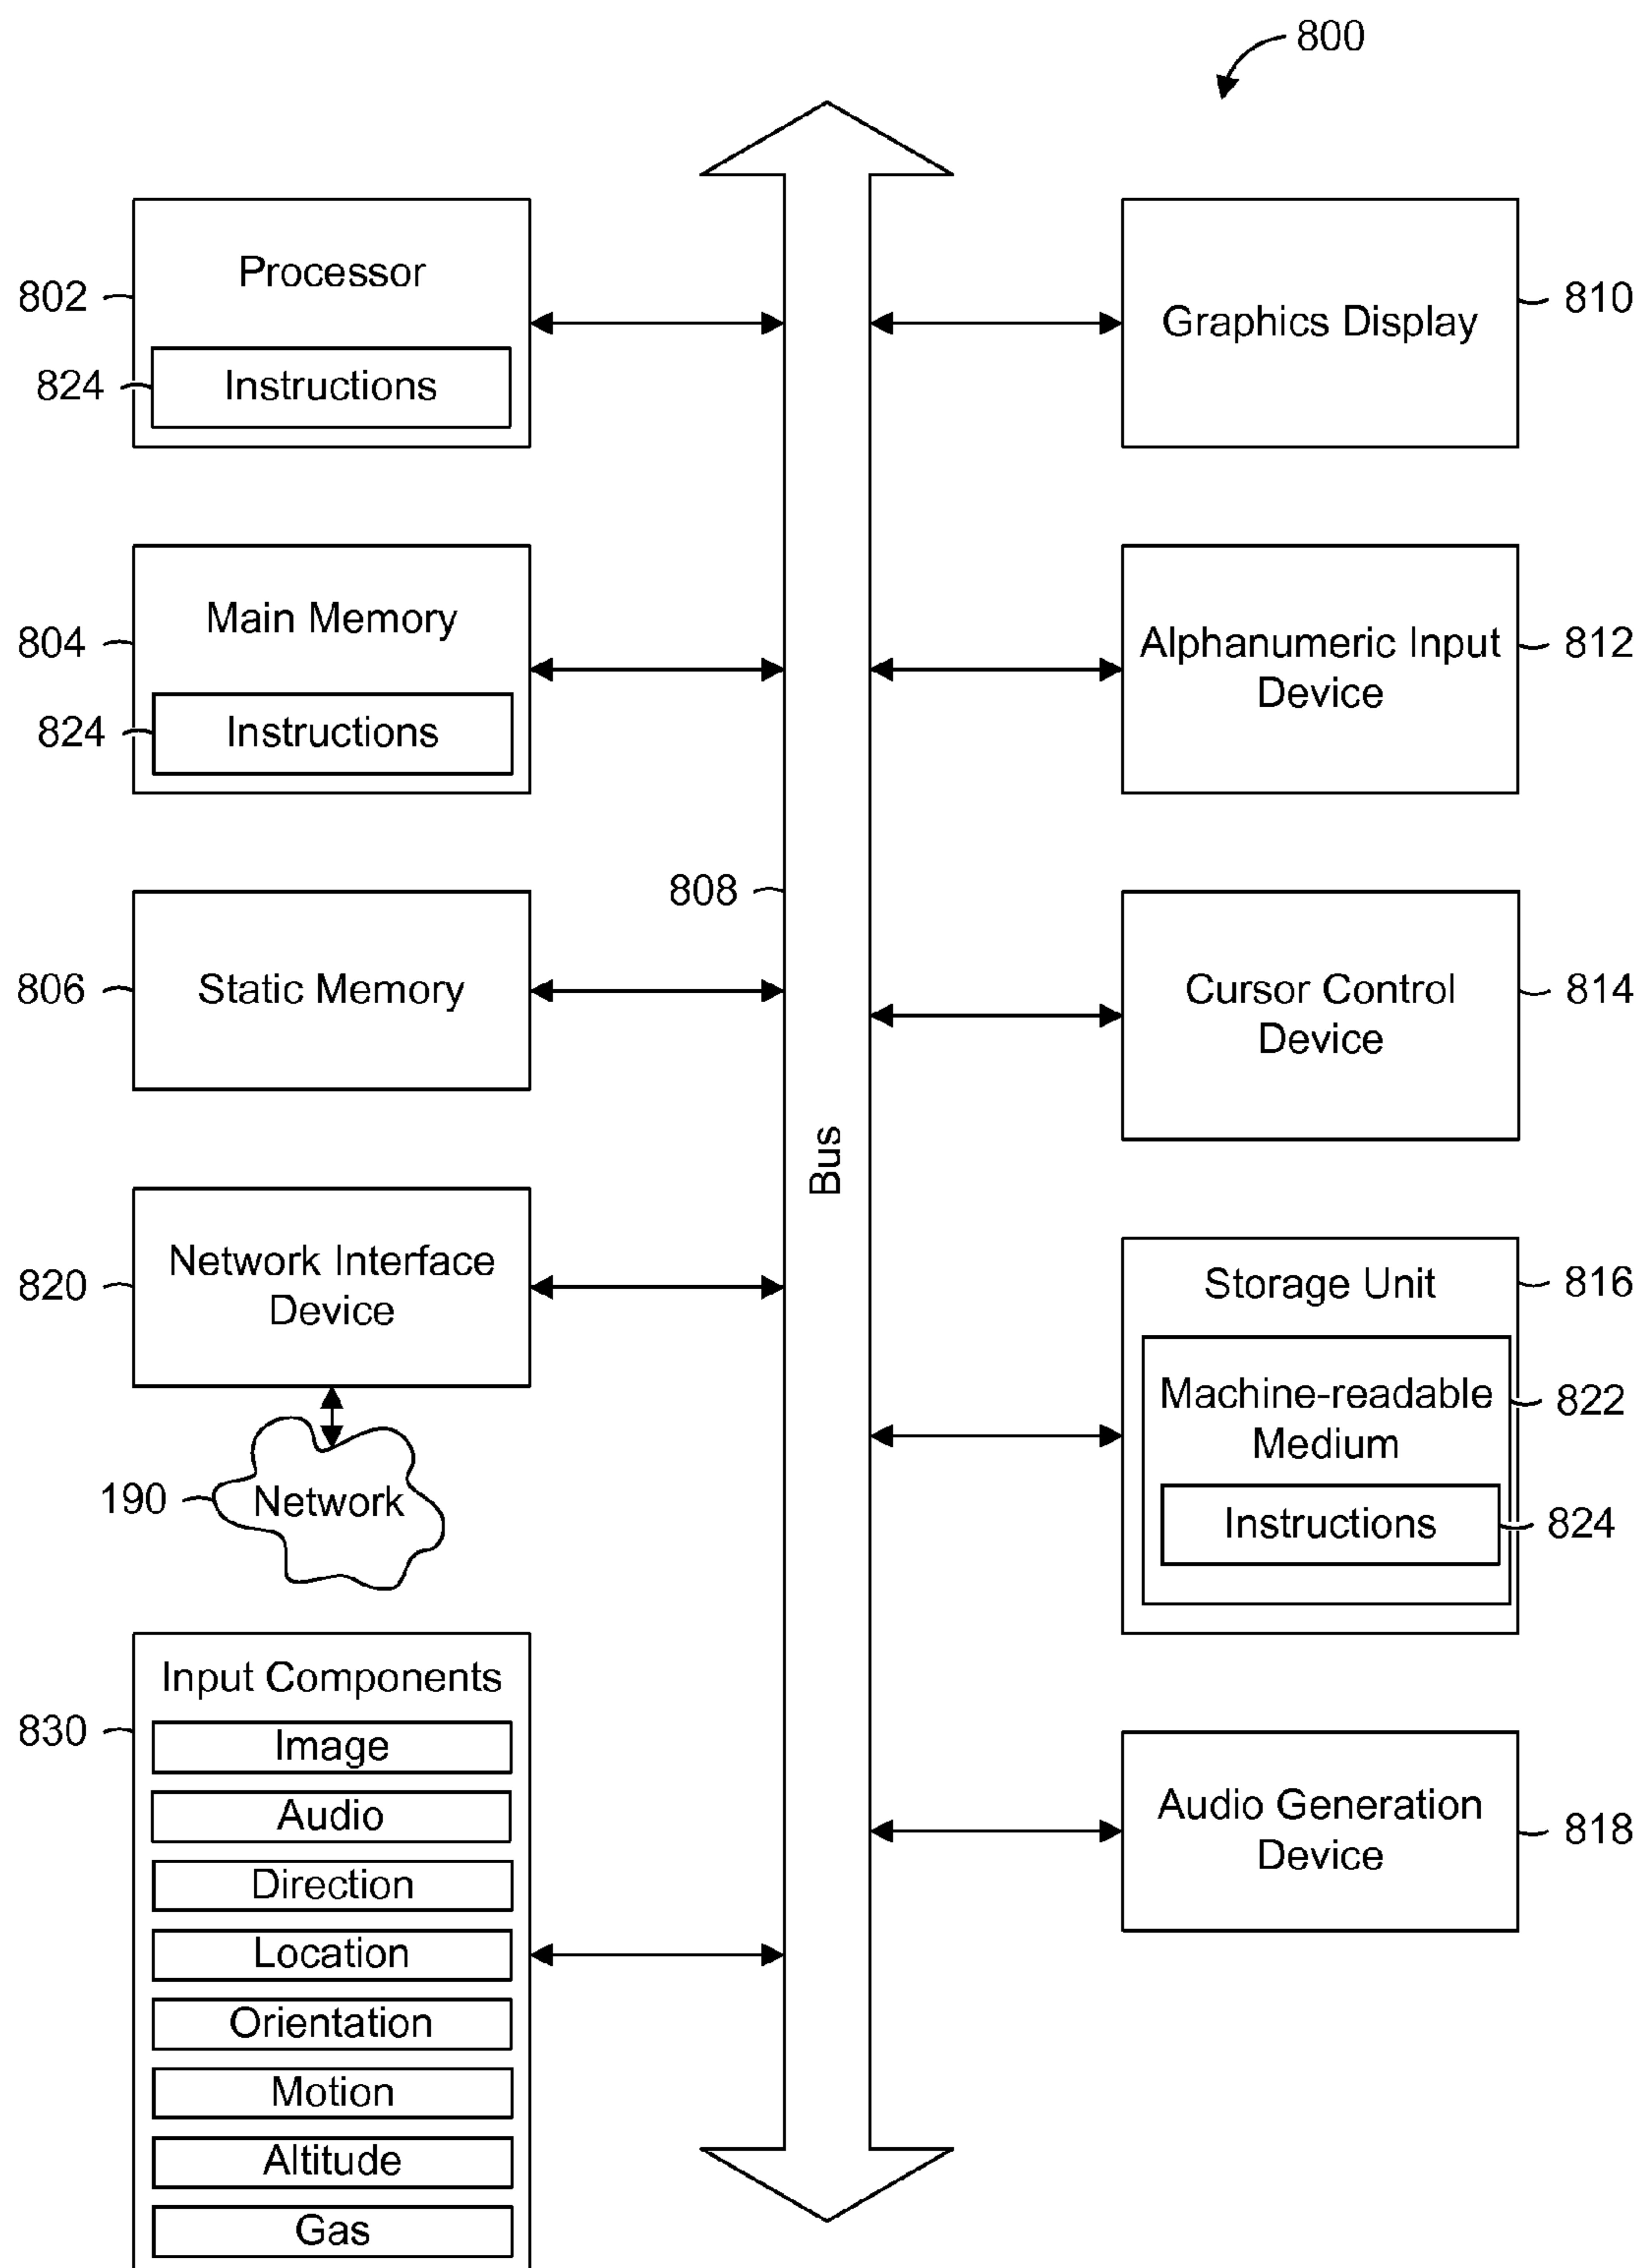 800
Processor
802
Instructions
824
Main Memory
804
Instructions
824
Static Memory
806
Network Interface
Device
820
Network
190
Input Components
830
Image
Audio
Direction
Location
Orientation
Motion
Altitude
Gas
808
Bus
Graphics Display
810
Alphanumeric Input
Device
812
Cursor Control
Device
814
Storage Unit
816
Machine-readable
Medium
822
Instructions
824
Audio Generation
Device
818